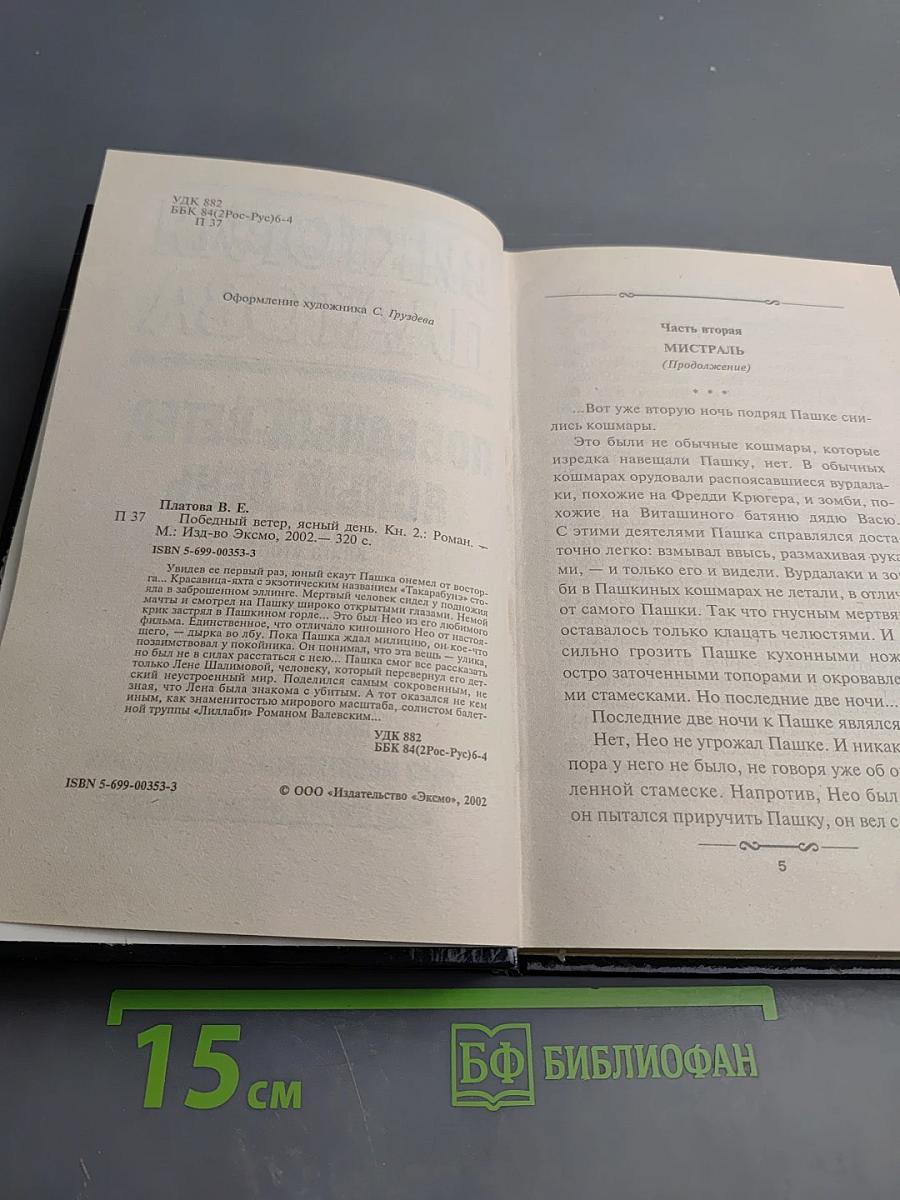 УДК 882
ББК 84(2Рос-Рус)6-4
П 37
Оформление художника С. Груздева
Платова В. Е.
П 37 Победный ветер, ясный день. Кн. 2.: Роман. —
М.: Изд-во Эксмо, 2002.— 320 с.
ISBN 5-699-00353-3
Увидев ее первый раз, юный скаут Пашка онемел от востор-
га... Красавица-яхта с экзотическим названием «Такарабунэ» сто-
яла в заброшенном эллинге. Мертвый человек сидел у подножия
мачты и смотрел на Пашку широко открытыми глазами. Немой
крик застрял в Пашкином горле... Это был Нео из его любимого
фильма. Единственное, что отличало киношного Нео от настоя-
щего, — дырка во лбу. Пока Пашка ждал милицию, он кое-что
позаимствовал у покойника. Он понимал, что эта вещь — улика,
но был не в силах расстаться с нею... Пашка смог все рассказать
только Лене Шалимовой, человеку, который перевернул его дет-
ский неустроенный мир. Поделился самым сокровенным, не
зная, что Лена была знакома с убитым. А тот оказался не кем
иным, как знаменитостью мирового масштаба, солистом балет-
ной труппы «Лиллаби» Романом Валевским...
УДК 882
ББК 84(2Рос-Рус)6-4
ISBN 5-699-00353-3
© ООО «Издательство «Эксмо», 2002
Часть вторая
МИСТРАЛЬ
(Продолжение)
* * *
...Вот уже вторую ночь подряд Пашке сни-
лись кошмары.
Это были не обычные кошмары, которые
изредка навещали Пашку, нет. В обычных
кошмарах орудовали распоясавшиеся вурдала-
ки, похожие на Фредди Крюгера, и зомби, по-
хожие на Виташиного батяню дядю Васю.
С этими деятелями Пашка справлялся доста-
точно легко: взмывал ввысь, размахивая рука
ми, — и только его и видели. Вурдалаки и зо
би в Пашкиных кошмарах не летали, в отлич
от самого Пашки. Так что гнусным мертвя
оставалось только клацать челюстями. И
сильно грозить Пашке кухонными нож
остро заточенными топорами и окровавле
ми стамесками. Но последние две ночи...
Последние две ночи к Пашке являлся
Нет, Нео не угрожал Пашке. И никак
пора у него не было, не говоря уже об о
ленной стамеске. Напротив, Нео был
он пытался приручить Пашку, он вел с
5
15 см
БФ БИБЛИОФАН